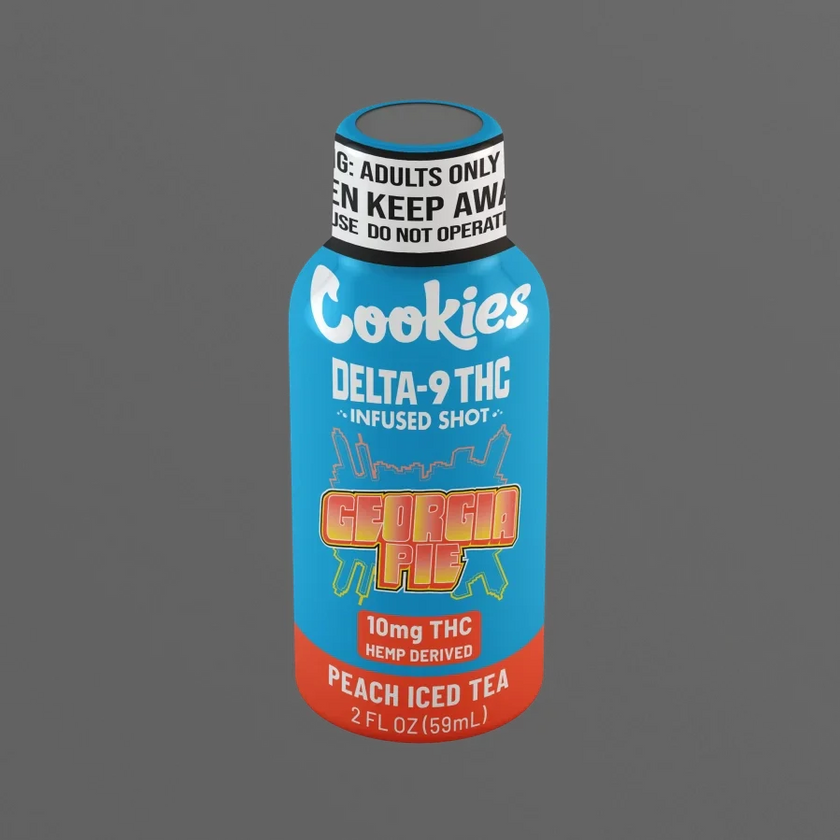 G: ADULTS ONLY
EN KEEP AWA
USE DO NOT OPERATI
Cookies
DELTA-9 THC
INFUSED SHOT
GEORGIA
PIE
10mg THC
HEMP DERIVED
PEACH ICED TEA
2 FL OZ (59mL)